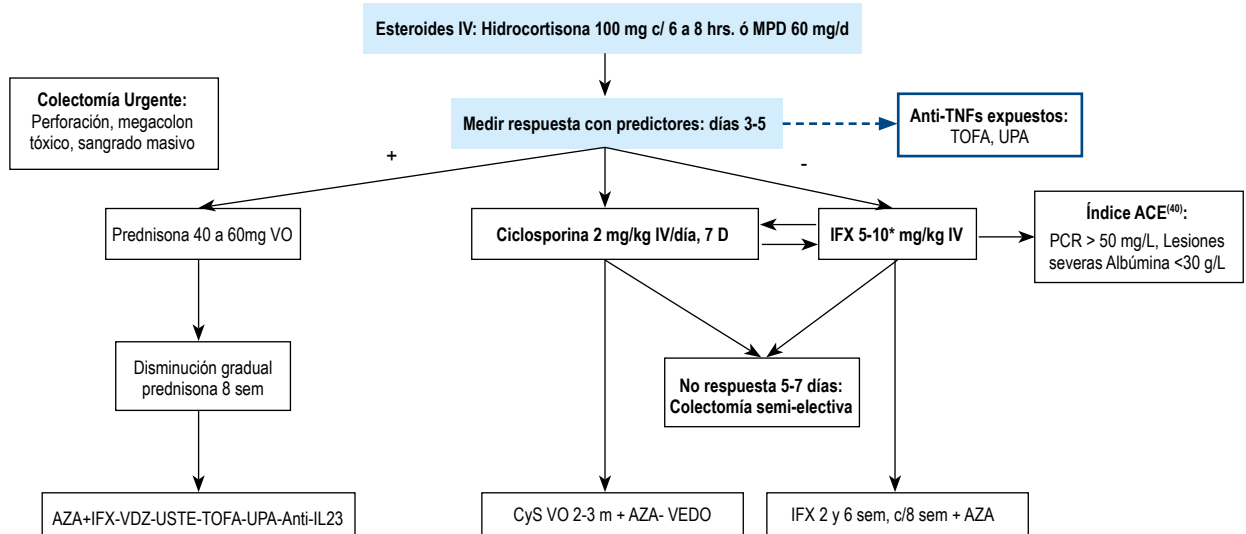 Esteroides IV: Hidrocortisona 100 mg c/ 6 a 8 hrs. ó MPD 60 mg/d
Colectomía Urgente:
Perforación, megacolon
tóxico, sangrado masivo
Medir respuesta con predictores: días 3-5
Anti-TNFs expuestos:
TOFA, UPA
+
-
Prednisona 40 a 60mg VO
Ciclosporina 2 mg/kg IV/día, 7 D
IFX 5-10* mg/kg IV
Índice ACE(40):
PCR > 50 mg/L, Lesiones
severas Albúmina <30 g/L
Disminución gradual
prednisona 8 sem
No respuesta 5-7 días:
Colectomía semi-electiva
AZA+IFX-VDZ-USTE-TOFA-UPA-Anti-IL23
CyS VO 2-3 m + AZA- VEDO
IFX 2 y 6 sem, c/8 sem + AZA